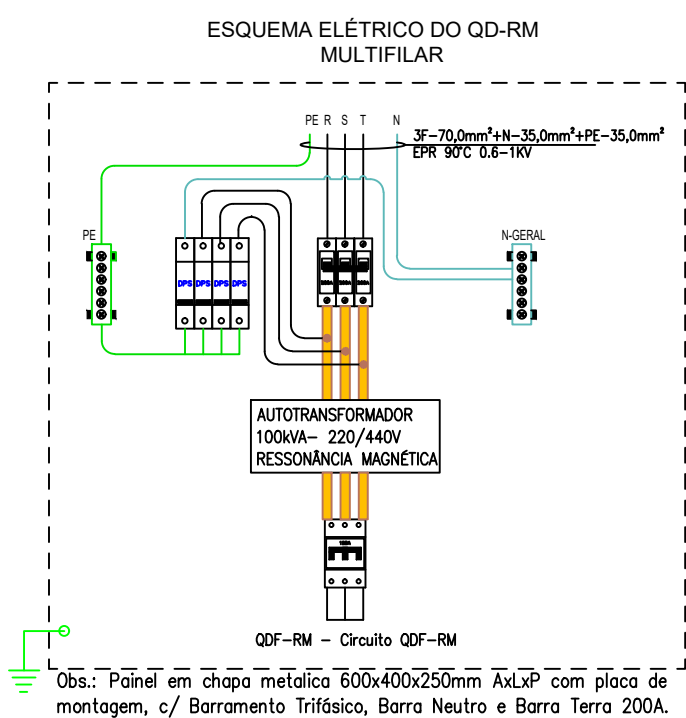 ESQUEMA ELÉTRICO DO QD-RM
MULTIFILAR
PE R S T N
3F-70,0mm²+N-35,0mm²+PE-35,0mm²
EPR 90°C 0.6-1KV
PE
N-GERAL
DPS DPS DPS DPS
AUTOTRANSFORMADOR
100kVA- 220/440V
RESSONÂNCIA MAGNÉTICA
QDF-RM - Circuito QDF-RM
Obs.: Painel em chapa metalica 600x400x250mm AxLxP com placa de
montagem, c/ Barramento Trifásico, Barra Neutro e Barra Terra 200A.